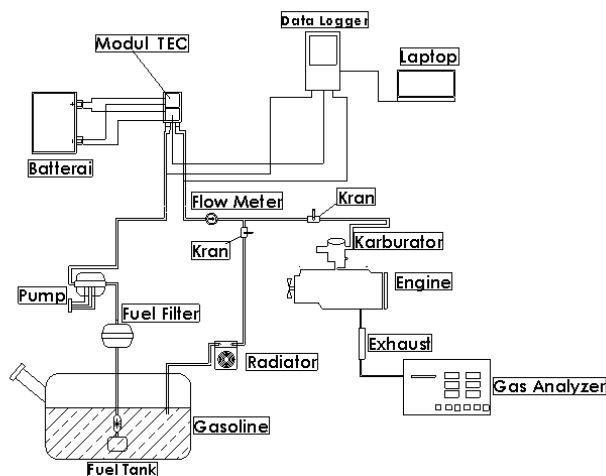 Data Logger
Modul TEC
Laptop
Batterai
Flow Meter
Kran
Kran
Karburator
Pump
Engine
Fuel Filter
Radiator
Exhaust
Gas Analyzer
Gasoline
Fuel Tank